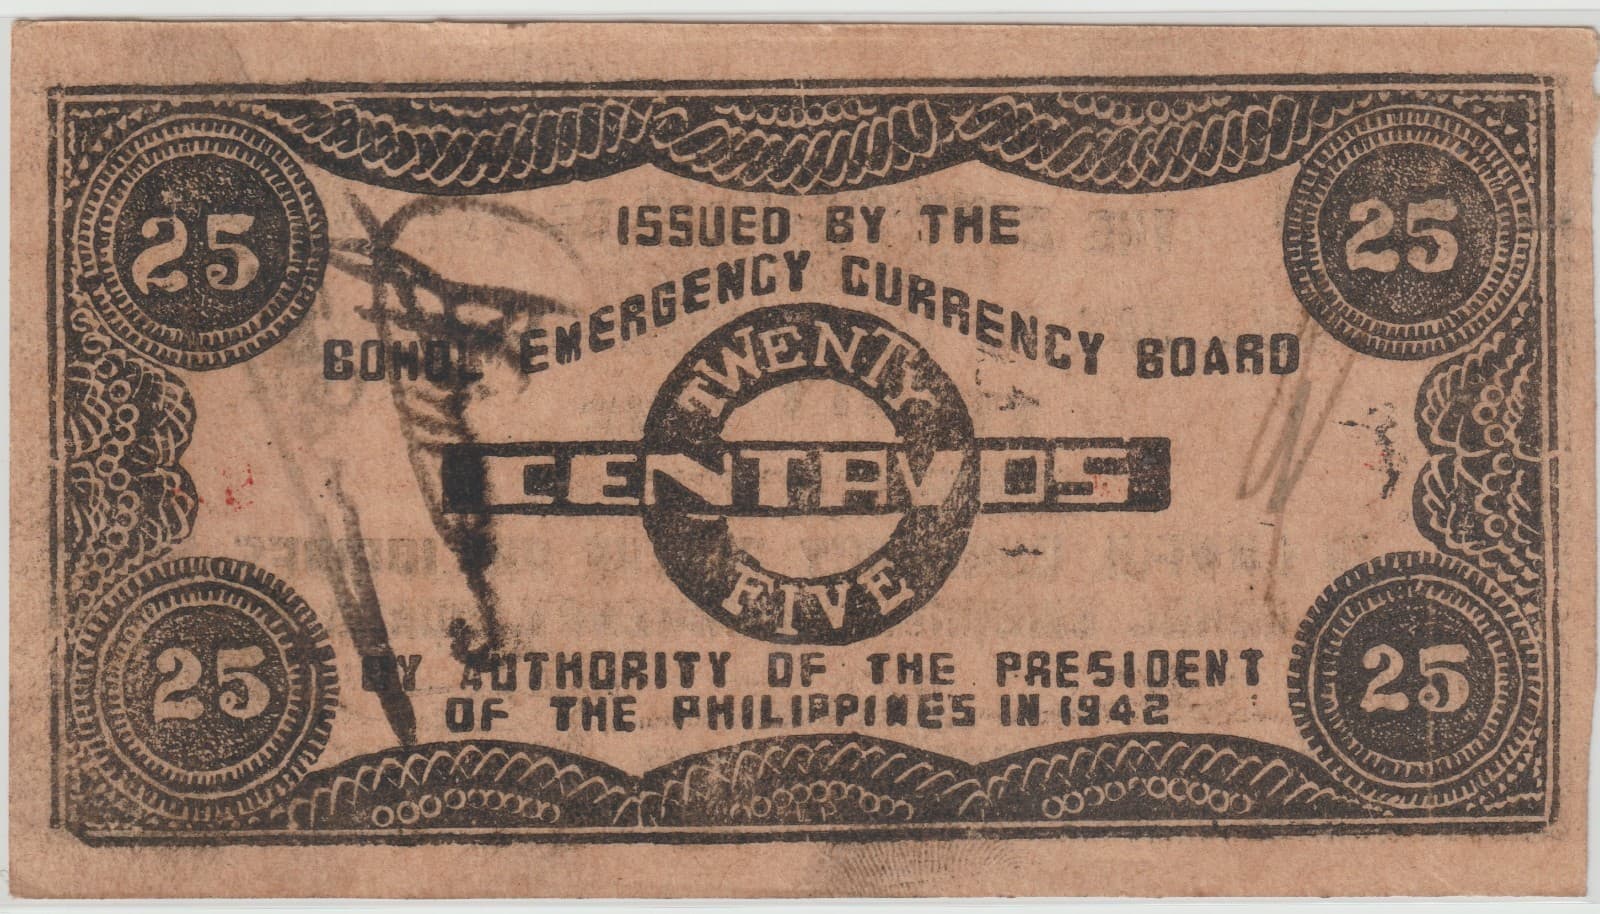 25 25
ISSUED BY THE
BOHOL EMERGENCY CURRENCY BOARD
TWENTY
CENTAVOS
FIVE
BY AUTHORITY OF THE PRESIDENT
OF THE PHILIPPINES IN 1942
25 25